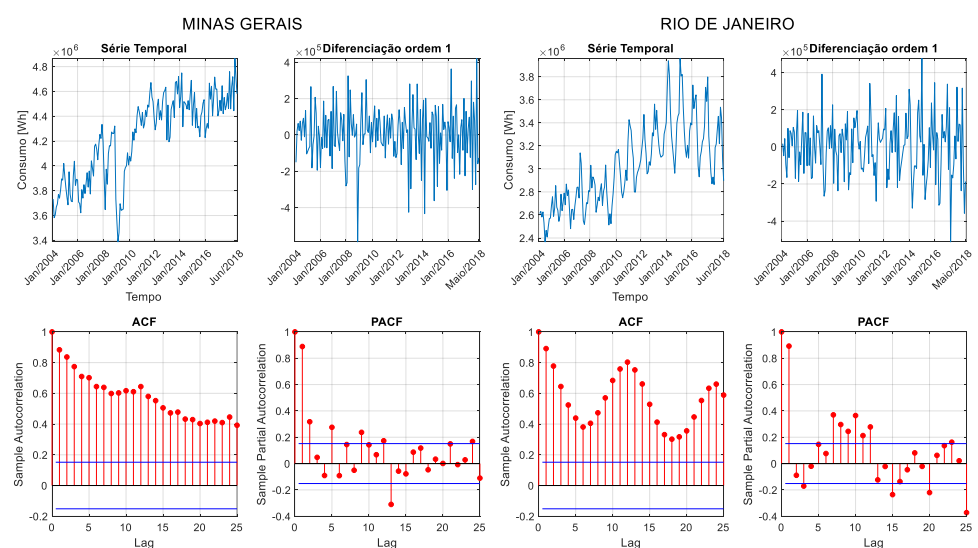 MINAS GERAIS
RIO DE JANEIRO
Série Temporal
×10⁶
Consumo [Wh]
4.8
4.6
4.4
4.2
4
3.8
3.6
3.4
Jan/2004
Jan/2006
Jan/2008
Jan/2010
Jan/2012
Jan/2014
Jan/2016
Jun/2018
Tempo
×10⁵ Diferenciação ordem 1
4
2
0
-2
-4
Jan/2004
Jan/2006
Jan/2008
Jan/2010
Jan/2012
Jan/2014
Jan/2016
Maio/2018
Série Temporal
×10⁶
Consumo [Wh]
3.8
3.6
3.4
3.2
3
2.8
2.6
2.4
Jan/2004
Jan/2006
Jan/2008
Jan/2010
Jan/2012
Jan/2014
Jan/2016
Jun/2018
Tempo
×10⁵ Diferenciação ordem 1
4
2
0
-2
-4
Jan/2004
Jan/2006
Jan/2008
Jan/2010
Jan/2012
Jan/2014
Jan/2016
Maio/2018
ACF
Sample Autocorrelation
1
0.8
0.6
0.4
0.2
0
-0.2
0 5 10 15 20 25
Lag
PACF
Sample Partial Autocorrelation
1
0.8
0.6
0.4
0.2
0
-0.2
-0.4
0 5 10 15 20 25
Lag
ACF
Sample Autocorrelation
1
0.8
0.6
0.4
0.2
0
-0.2
0 5 10 15 20 25
Lag
PACF
Sample Partial Autocorrelation
1
0.8
0.6
0.4
0.2
0
-0.2
-0.4
0 5 10 15 20 25
Lag